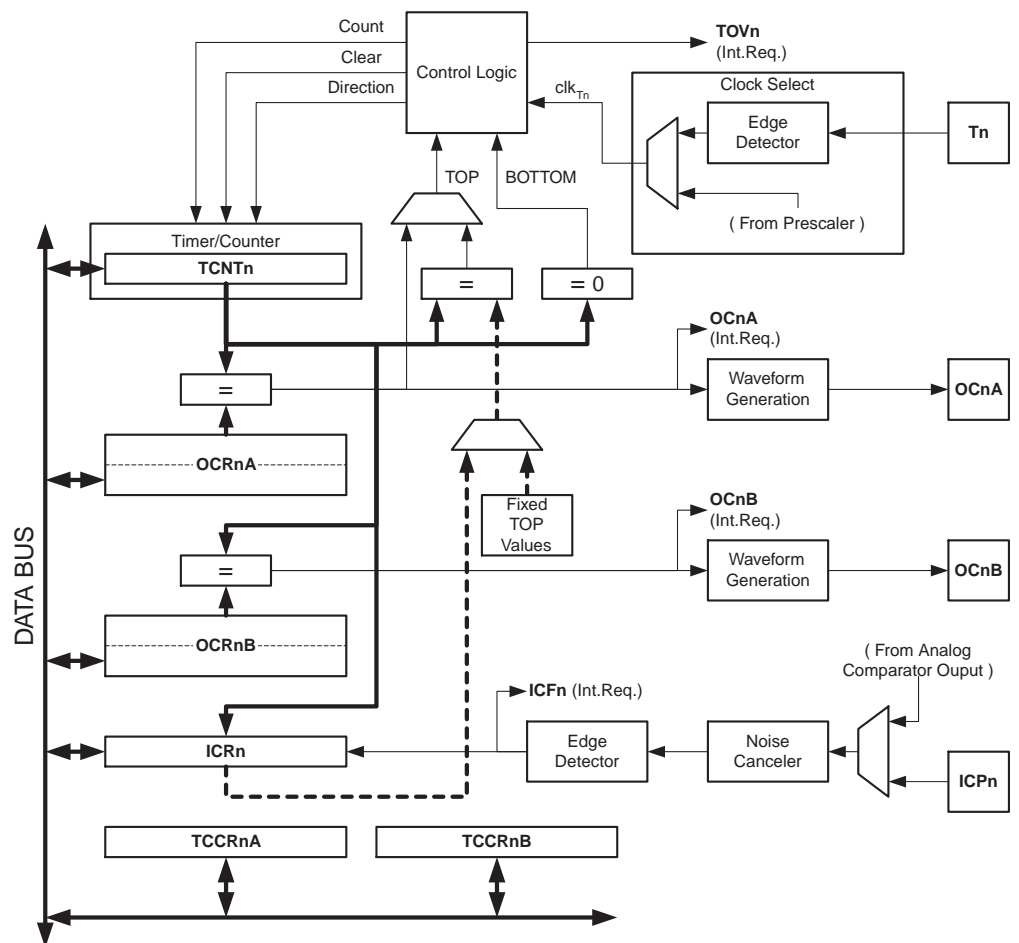 Count
Clear
Direction
Control Logic
TOVn
(Int.Req.)
Clock Select
clkTn
Edge
Detector
Tn
( From Prescaler )
TOP
BOTTOM
Timer/Counter
TCNTn
=
= 0
OCnA
(Int.Req.)
=
Waveform
Generation
OCnA
OCRnA
Fixed
TOP
Values
OCnB
(Int.Req.)
=
Waveform
Generation
OCnB
OCRnB
DATA BUS
( From Analog
Comparator Ouput )
ICFn (Int.Req.)
ICRn
Edge
Detector
Noise
Canceler
ICPn
TCCRnA
TCCRnB